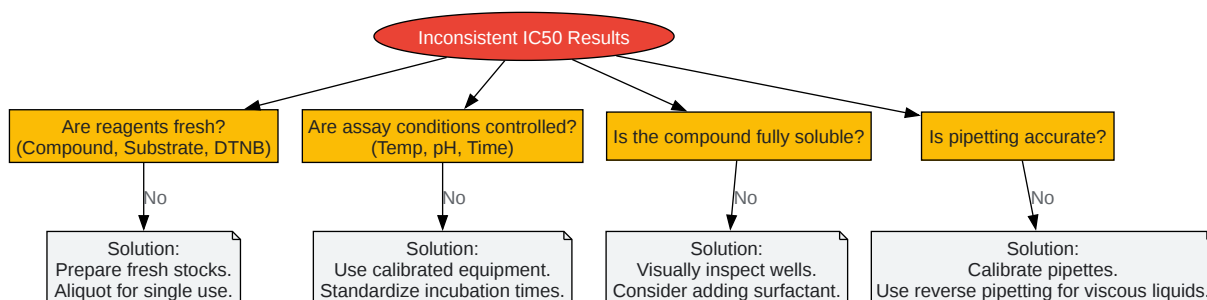 Inconsistent IC50 Results
Are reagents fresh?
(Compound, Substrate, DTNB)
Are assay conditions controlled?
(Temp, pH, Time)
Is the compound fully soluble?
Is pipetting accurate?
No
No
No
No
Solution:
Prepare fresh stocks.
Aliquot for single use.
Solution:
Use calibrated equipment.
Standardize incubation times.
Solution:
Visually inspect wells.
Consider adding surfactant.
Solution:
Calibrate pipettes.
Use reverse pipetting for viscous liquids.